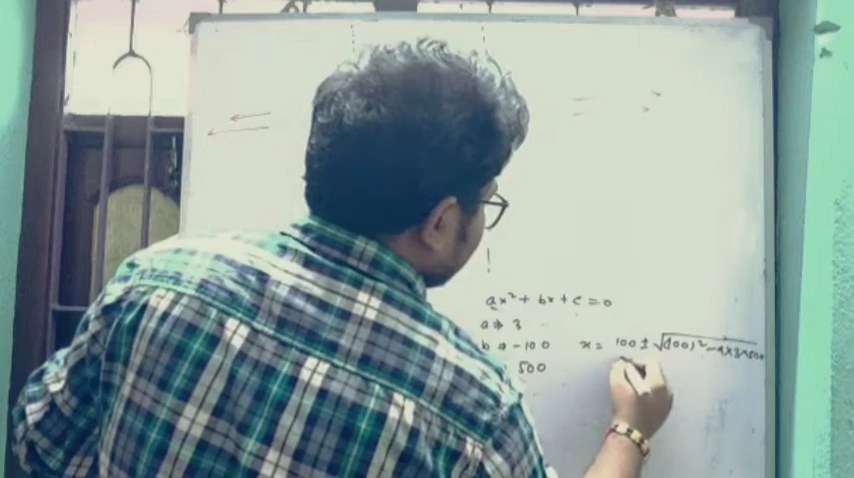 ax² + bx + c = 0
a ⇒ 3
b ⇒ -100 x = 100 ± √(100)² - 4×3×500
500